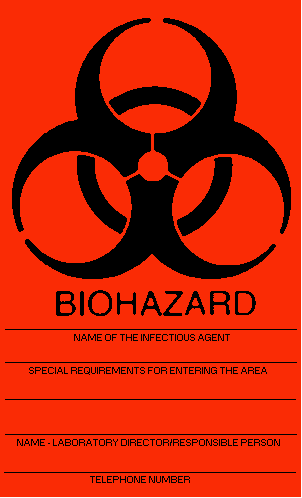 BIOHAZARD
NAME OF THE INFECTIOUS AGENT
SPECIAL REQUIREMENTS FOR ENTERING THE AREA
NAME - LABORATORY DIRECTOR/RESPONSIBLE PERSON
TELEPHONE NUMBER